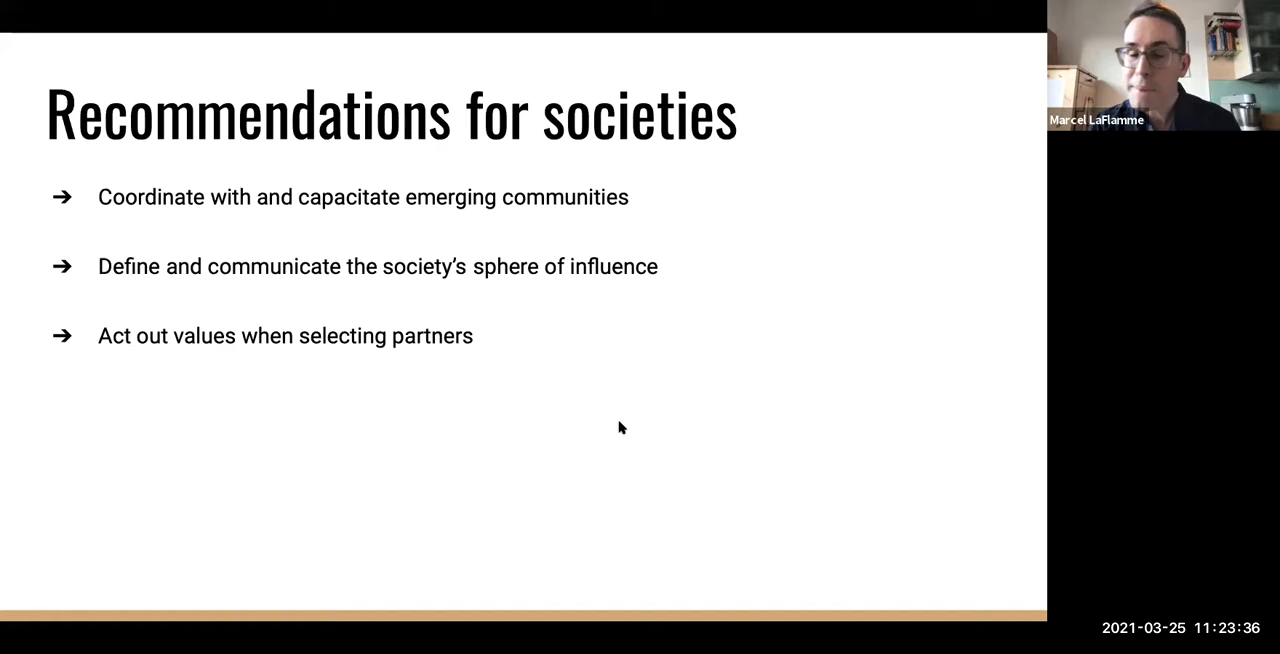 Recommendations for societies
➔ Coordinate with and capacitate emerging communities
➔ Define and communicate the society’s sphere of influence
➔ Act out values when selecting partners
Marcel LaFlamme
2021-03-25 11:23:36